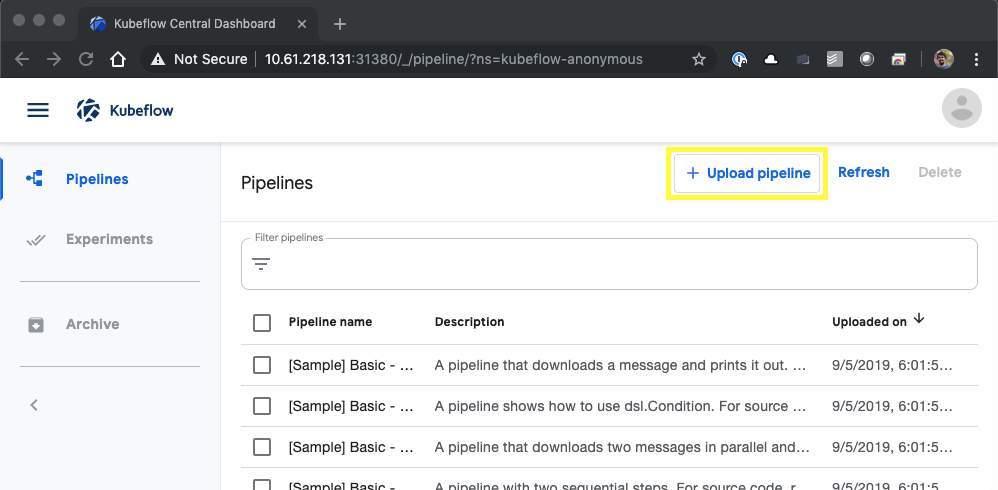 Kubeflow Central Dashboard
Not Secure 10.61.218.131:31380/_/pipeline/?ns=kubeflow-anonymous
Kubeflow
Pipelines
Experiments
Archive
Pipelines
+ Upload pipeline Refresh Delete
Filter pipelines
Pipeline name Description Uploaded on
[Sample] Basic - ... A pipeline that downloads a message and prints it out. ... 9/5/2019, 6:01:5...
[Sample] Basic - ... A pipeline shows how to use dsl.Condition. For source ... 9/5/2019, 6:01:5...
[Sample] Basic - ... A pipeline that downloads two messages in parallel and... 9/5/2019, 6:01:5...
[Sample] Basic - ... A pipeline with two sequential steps. For source code, r... 9/5/2019, 6:01:5...